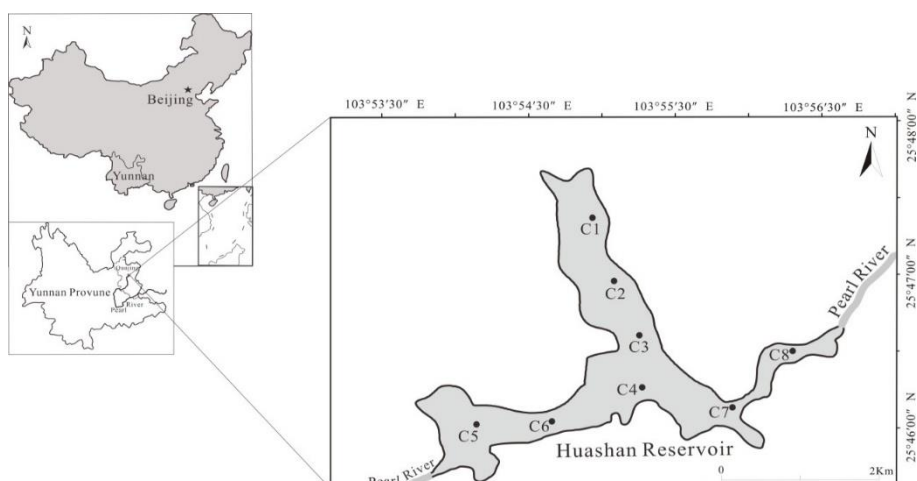 N
Beijing
Yunnan
Yunnan Provune
River
Pearl
103°53'30" E
103°54'30" E
103°55'30" E
103°56'30" E
25°48'00" N
25°47'00" N
25°46'00" N
N
C1
C2
C3
C4
C5
C6
C7
C8
Pearl River
Pearl River
Huashan Reservoir
0
2Km